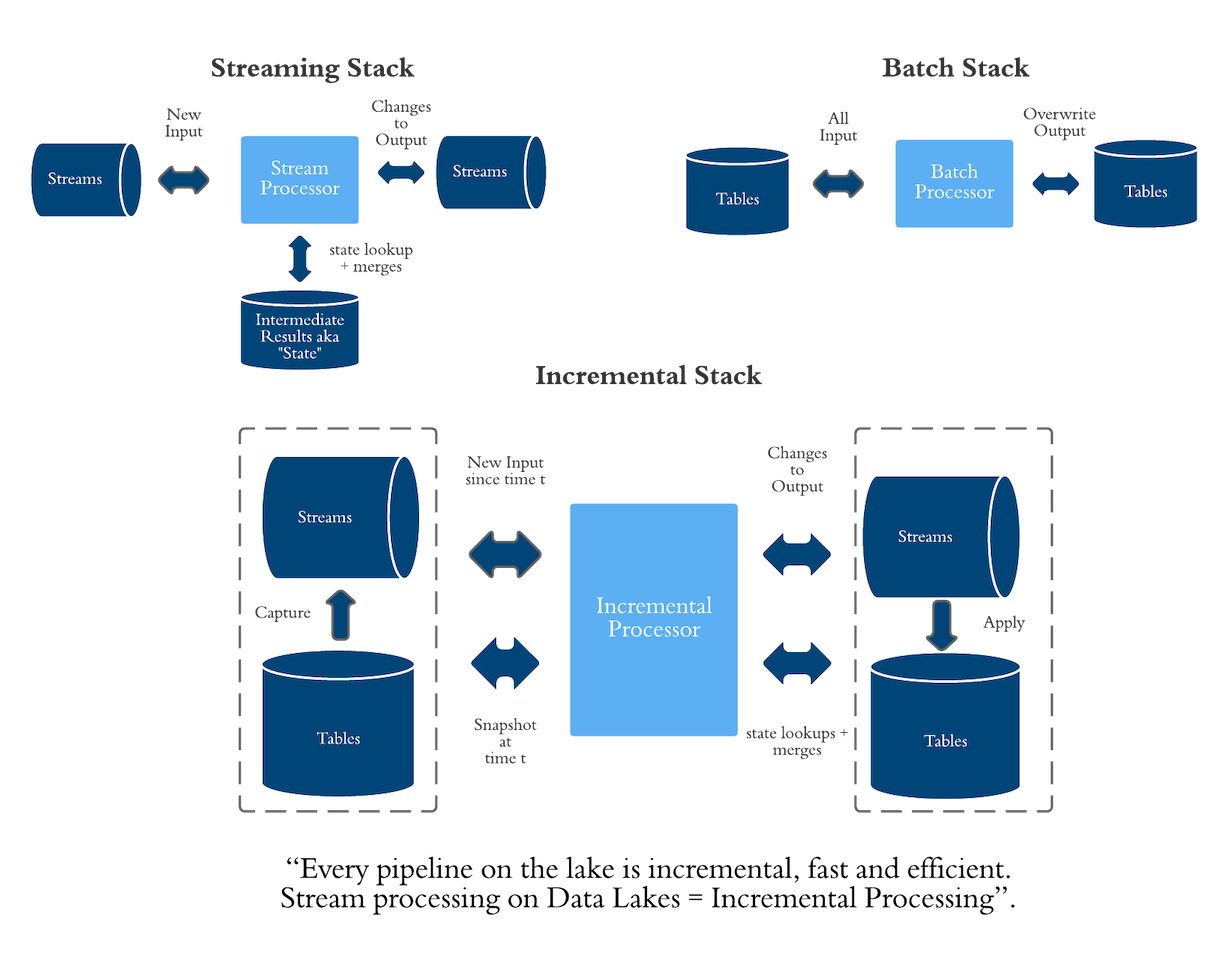 Streaming Stack
New
Input
Changes
to
Output
Streams
Stream
Processor
Streams
state lookup
+ merges
Intermediate
Results aka
"State"
Batch Stack
All
Input
Overwrite
Output
Tables
Batch
Processor
Tables
Incremental Stack
Streams
Capture
Tables
New Input
since time t
Snapshot
at
time t
Incremental
Processor
Changes
to
Output
state lookups +
merges
Streams
Apply
Tables
“Every pipeline on the lake is incremental, fast and efficient.
Stream processing on Data Lakes = Incremental Processing”.